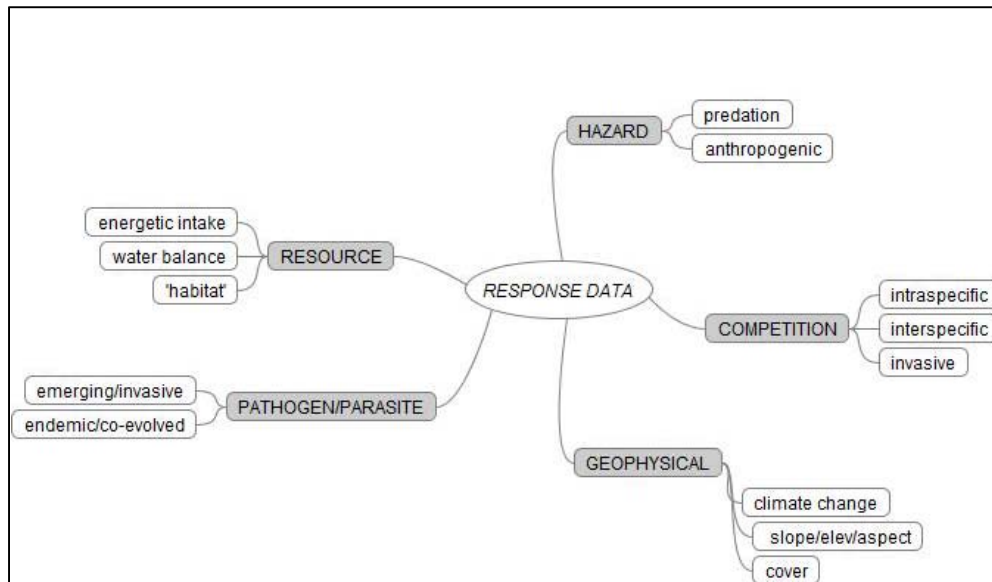 predation
HAZARD
anthropogenic
energetic intake
water balance
'habitat'
RESOURCE
RESPONSE DATA
intraspecific
COMPETITION
interspecific
invasive
emerging/invasive
endemic/co-evolved
PATHOGEN/PARASITE
GEOPHYSICAL
climate change
slope/elev/aspect
cover